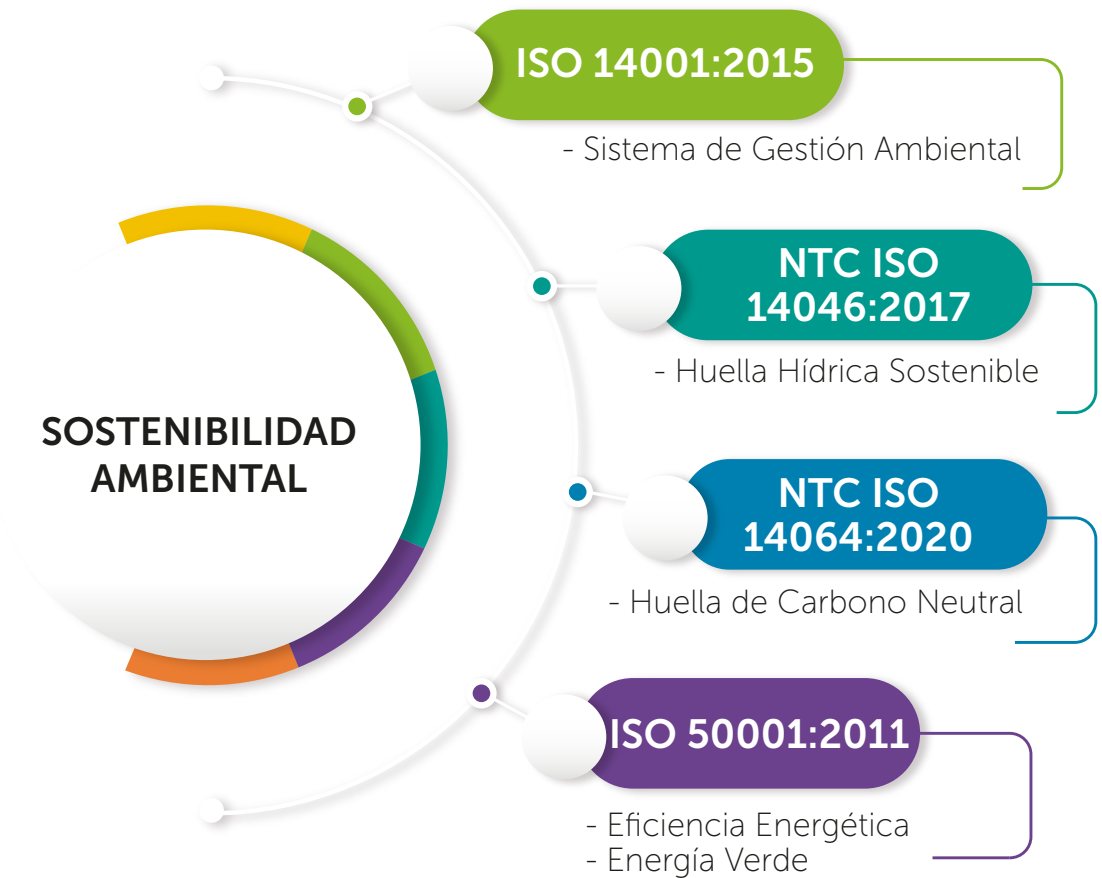 SOSTENIBILIDAD
AMBIENTAL
ISO 14001:2015
- Sistema de Gestión Ambiental
NTC ISO
14046:2017
- Huella Hídrica Sostenible
NTC ISO
14064:2020
- Huella de Carbono Neutral
ISO 50001:2011
- Eficiencia Energética
- Energía Verde